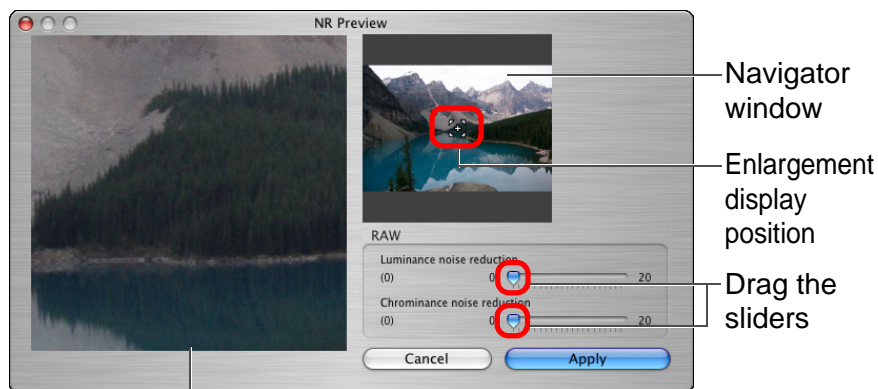 NR Preview
Navigator
window
Enlargement
display
position
RAW
Luminance noise reduction
(0) 0 20
Chrominance noise reduction
(0) 0 20
Drag the
sliders
Cancel Apply